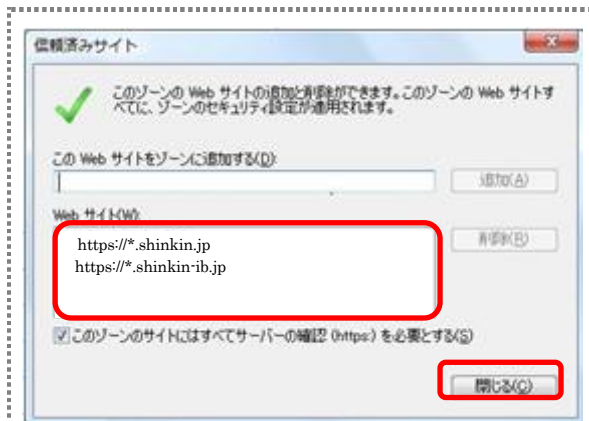 信頼済みサイト
このゾーンの Web サイトの追加と削除ができます。このゾーンの Web サイトす
べてに、ゾーンのセキュリティ設定が適用されます。
この Web サイトをゾーンに追加する(D):
追加(A)
Web サイト(W):
https://*.shinkin.jp
https://*.shinkin-ib.jp
削除(R)
このゾーンのサイトにはすべてサーバーの確認 (https:) を必要とする(S)
閉じる(C)